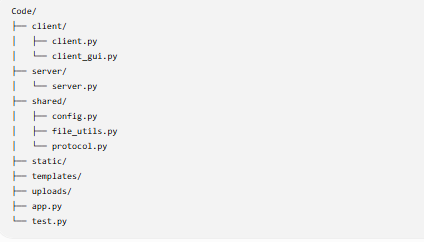 Code/
├── client/
│   ├── client.py
│   └── client_gui.py
├── server/
│   └── server.py
├── shared/
│   ├── config.py
│   ├── file_utils.py
│   └── protocol.py
├── static/
├── templates/
├── uploads/
├── app.py
└── test.py